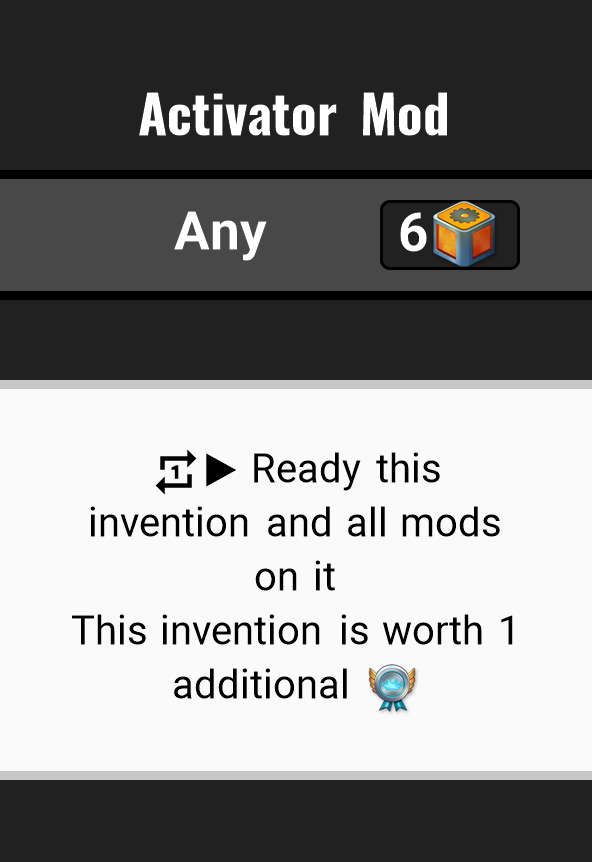 Activator Mod
Any 6
1 ▶ Ready this
invention and all mods
on it
This invention is worth 1
additional